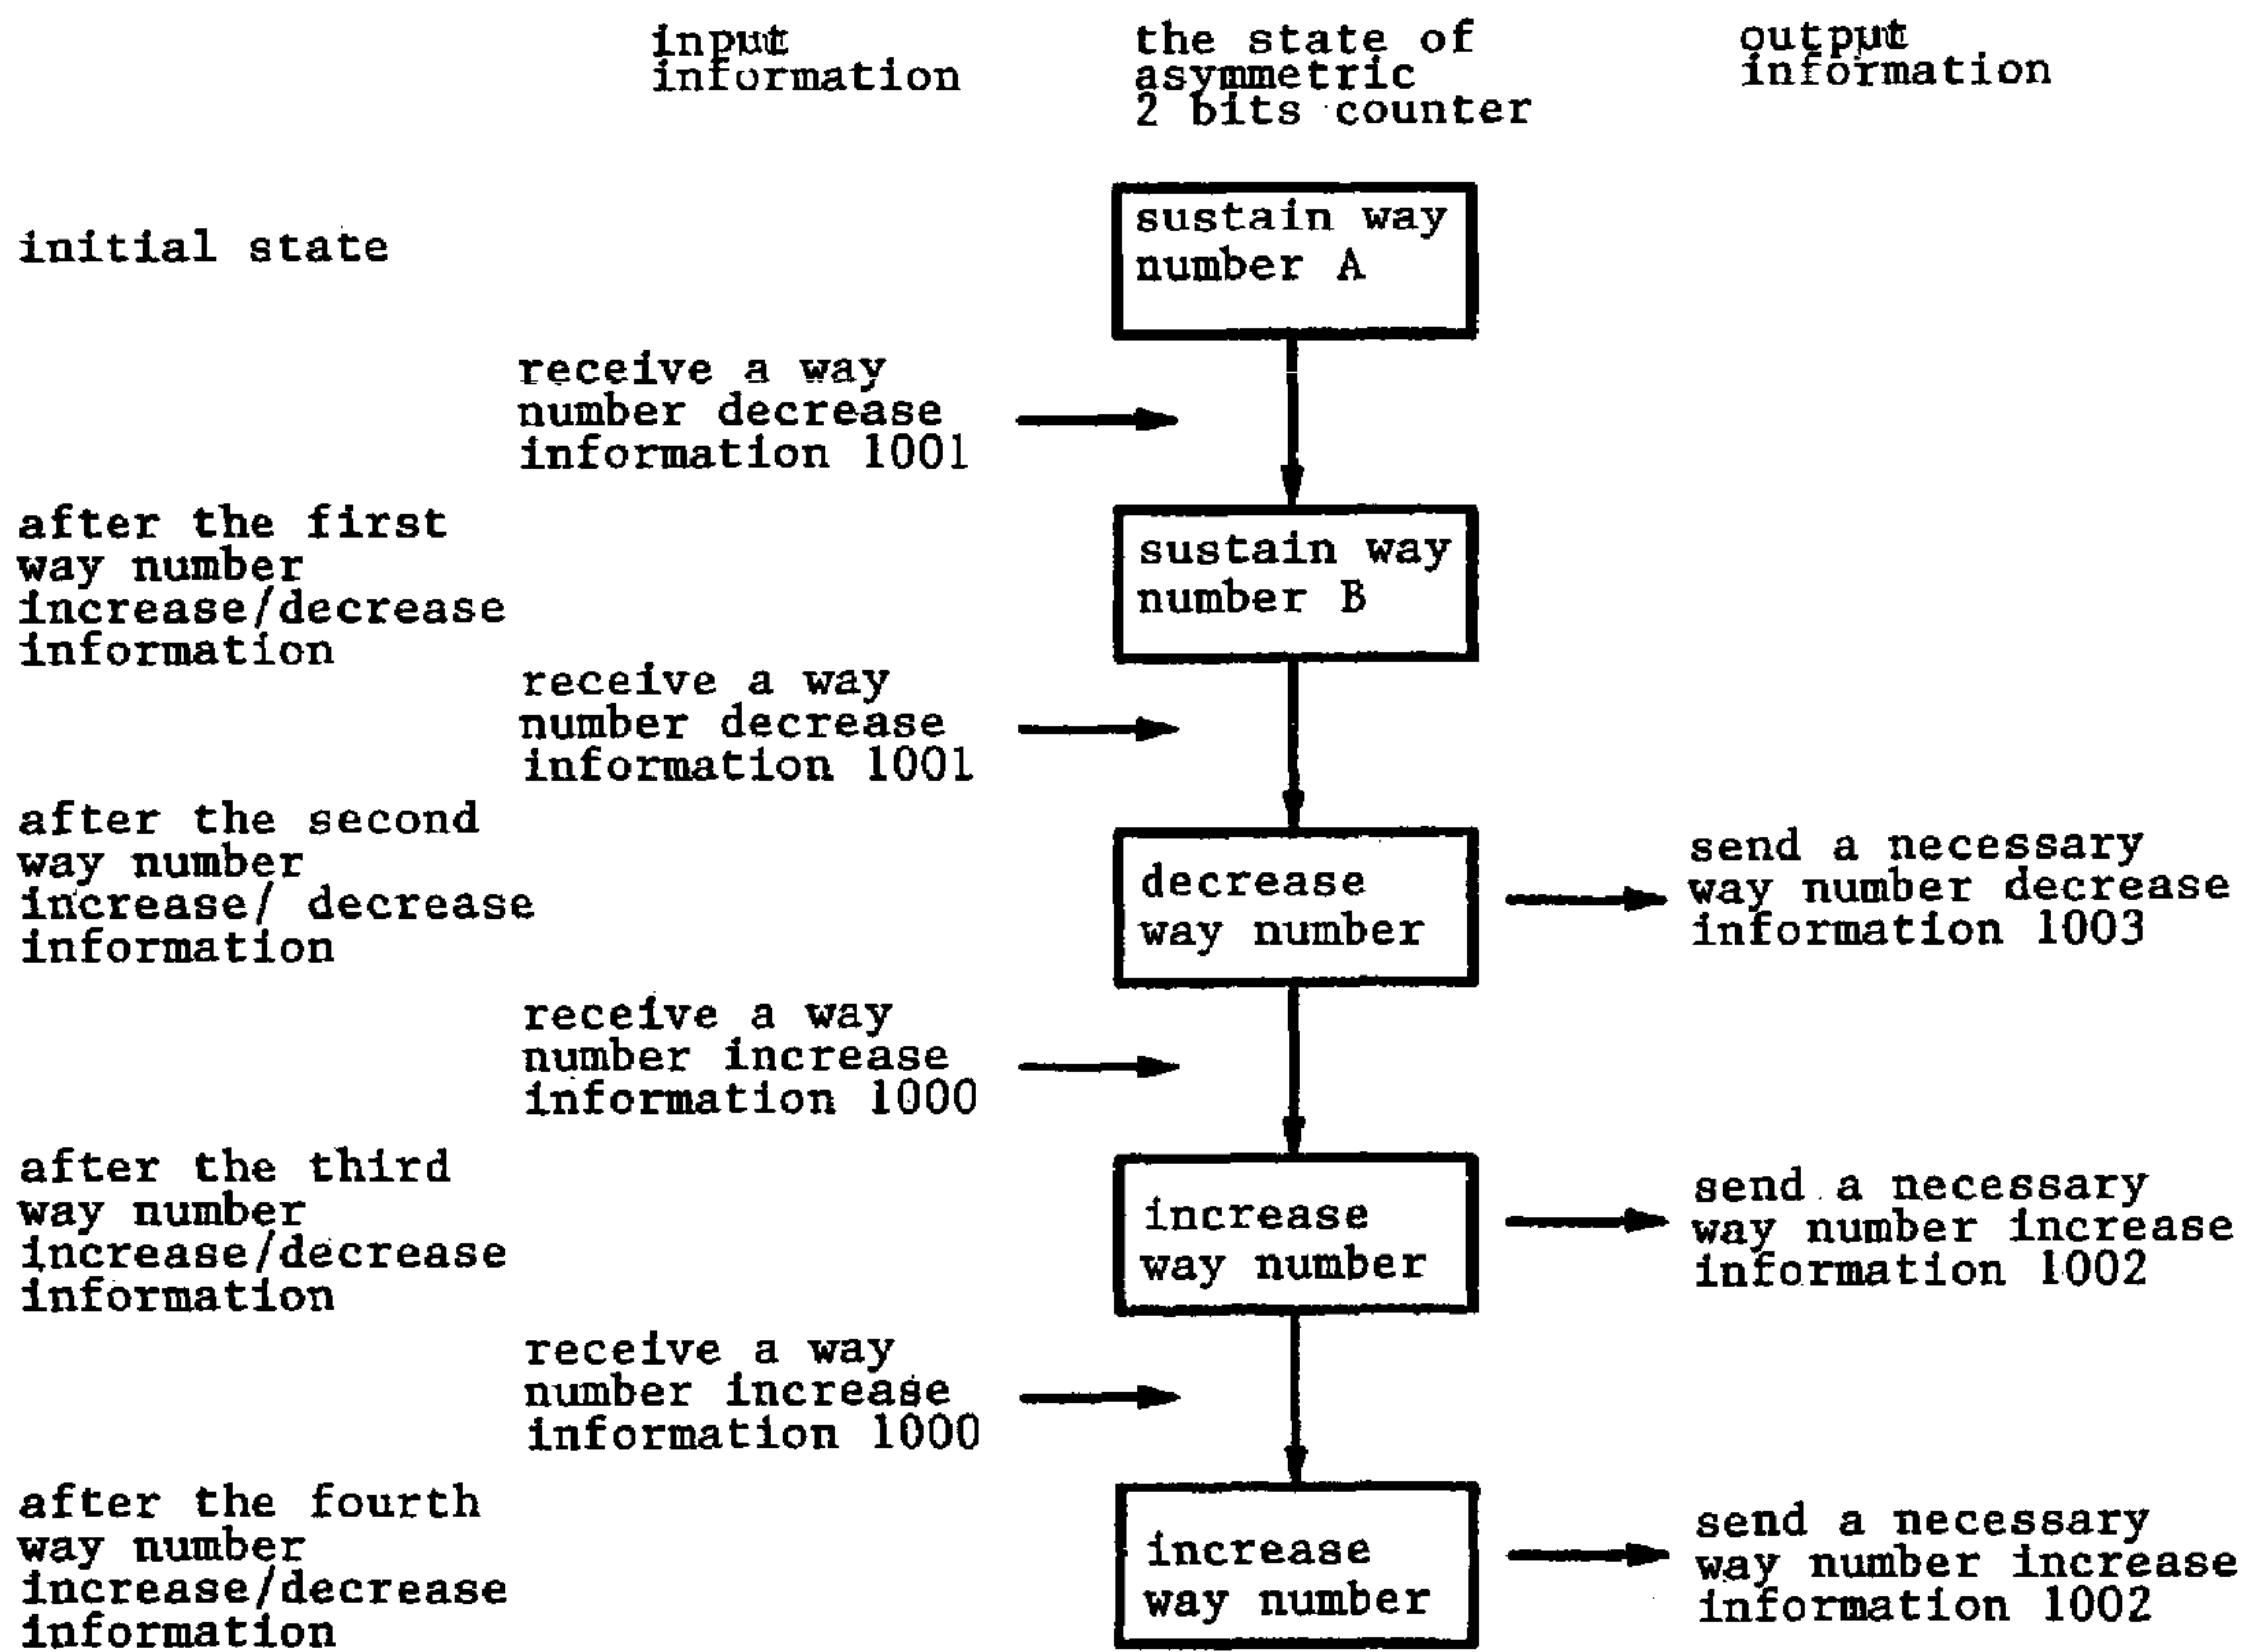 input
information
the state of
asymmetric
2 bits counter
output
information
initial state
sustain way
number A
receive a way
number decrease
information 1001
after the first
way number
increase/decrease
information
sustain way
number B
receive a way
number decrease
information 1001
after the second
way number
increase/ decrease
information
decrease
way number
send a necessary
way number decrease
information 1003
receive a way
number increase
information 1000
after the third
way number
increase/decrease
information
increase
way number
send a necessary
way number increase
information 1002
receive a way
number increase
information 1000
after the fourth
way number
increase/decrease
information
increase
way number
send a necessary
way number increase
information 1002